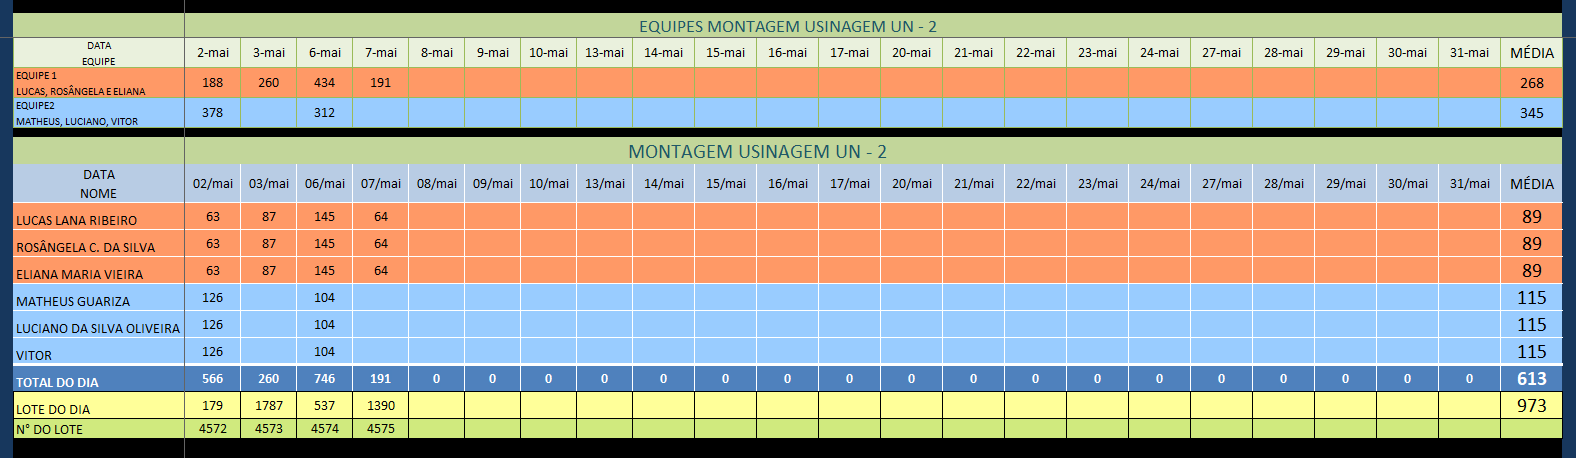 EQUIPES MONTAGEM USINAGEM UN - 2
DATA
EQUIPE
2-mai 3-mai 6-mai 7-mai 8-mai 9-mai 10-mai 13-mai 14-mai 15-mai 16-mai 17-mai 20-mai 21-mai 22-mai 23-mai 24-mai 27-mai 28-mai 29-mai 30-mai 31-mai MÉDIA
EQUIPE 1
LUCAS, ROSÂNGELA E ELIANA
188 260 434 191 268
EQUIPE2
MATHEUS, LUCIANO, VITOR
378 312 345
MONTAGEM USINAGEM UN - 2
DATA
NOME
02/mai 03/mai 06/mai 07/mai 08/mai 09/mai 10/mai 13/mai 14/mai 15/mai 16/mai 17/mai 20/mai 21/mai 22/mai 23/mai 24/mai 27/mai 28/mai 29/mai 30/mai 31/mai MÉDIA
LUCAS LANA RIBEIRO 63 87 145 64 89
ROSÂNGELA C. DA SILVA 63 87 145 64 89
ELIANA MARIA VIEIRA 63 87 145 64 89
MATHEUS GUARIZA 126 104 115
LUCIANO DA SILVA OLIVEIRA 126 104 115
VITOR 126 104 115
TOTAL DO DIA 566 260 746 191 0 0 0 0 0 0 0 0 0 0 0 0 0 0 0 0 0 0 613
LOTE DO DIA 179 1787 537 1390 973
N° DO LOTE 4572 4573 4574 4575